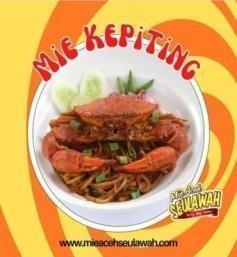 MIE KEPITING
Mie Aceh
SEULAWAH
www.mieacehseulawah.com